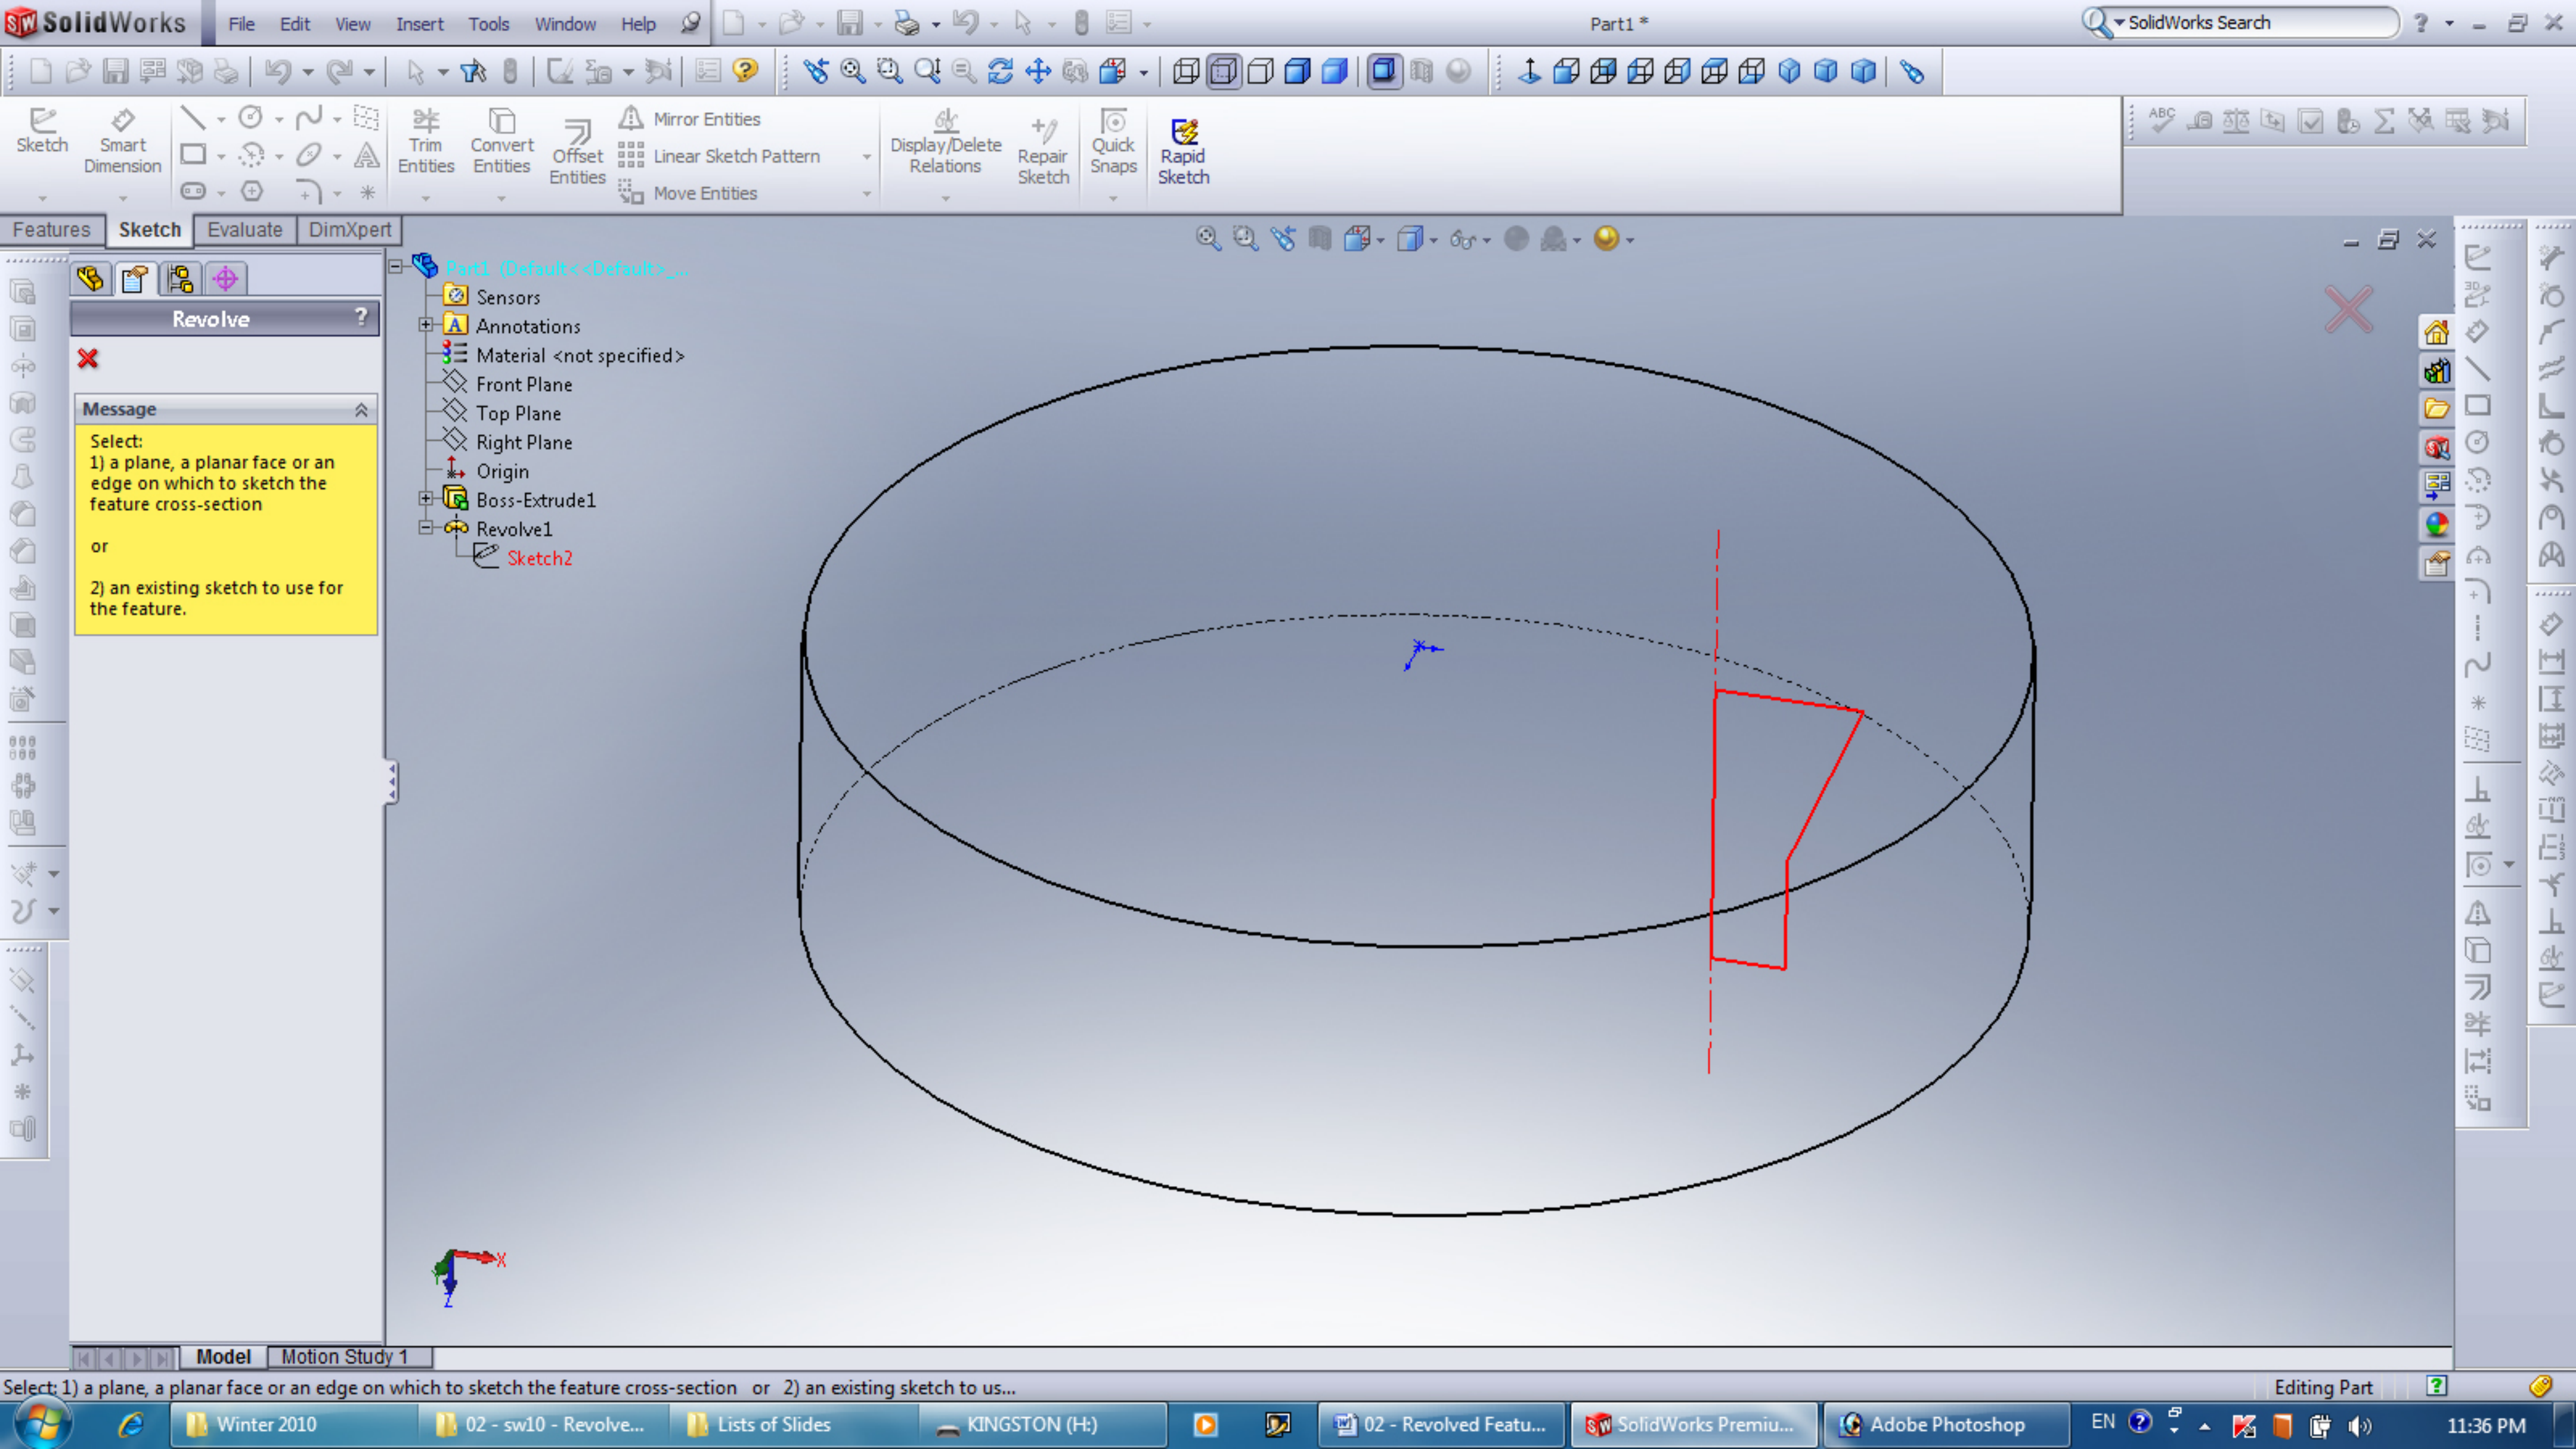 SolidWorks File Edit View Insert Tools Window Help Part1 * SolidWorks Search ?
Sketch Smart Dimension Trim Entities Convert Entities Offset Entities Mirror Entities Display/Delete Relations Repair Sketch Quick Snaps Rapid Sketch
Linear Sketch Pattern
Move Entities
ABC
Features Sketch Evaluate DimXpert
Revolve ?
Message
Select:
1) a plane, a planar face or an
edge on which to sketch the
feature cross-section
or
2) an existing sketch to use for
the feature.
Part1 (Default<<Default>_...
Sensors
A Annotations
Material <not specified>
Front Plane
Top Plane
Right Plane
Origin
Boss-Extrude1
Revolve1
Sketch2
3D
X
Y
Z
Model Motion Study 1
Select: 1) a plane, a planar face or an edge on which to sketch the feature cross-section or 2) an existing sketch to us...
Editing Part ?
Winter 2010 02 - sw10 - Revolve... Lists of Slides KINGSTON (H:) 02 - Revolved Featu... SolidWorks Premiu... Adobe Photoshop EN ? 11:36 PM